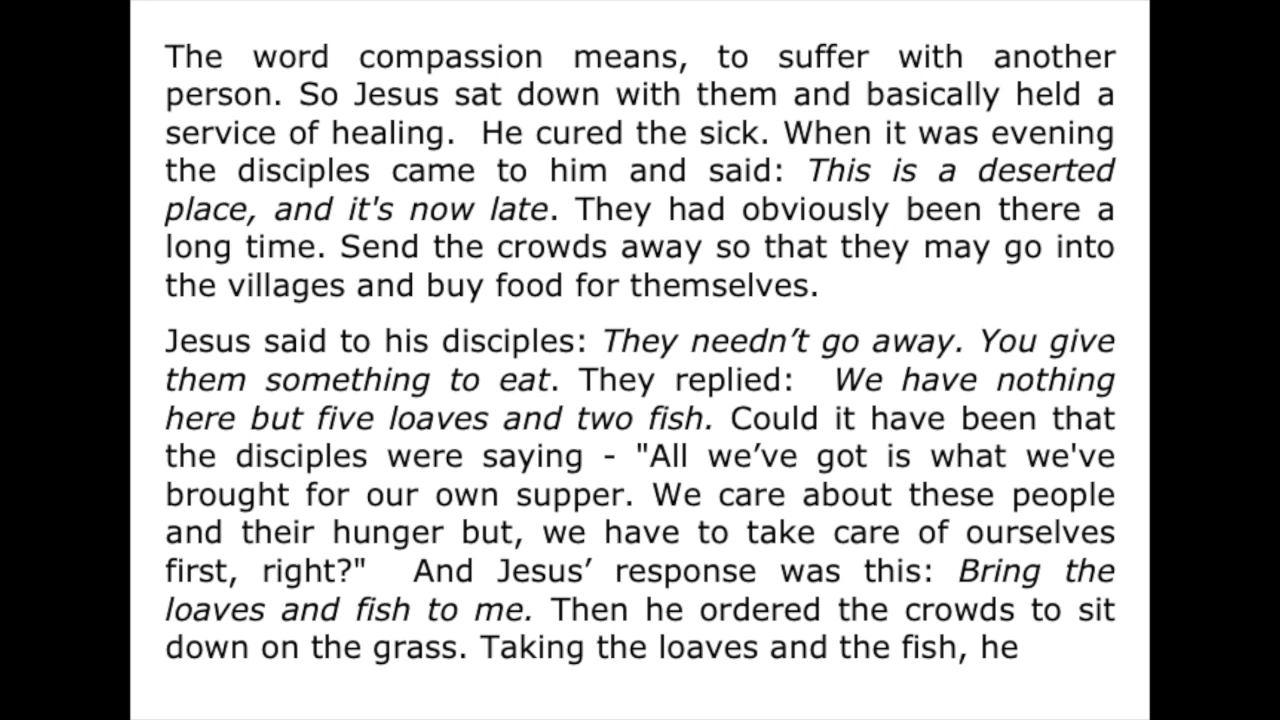 The word compassion means, to suffer with another
person. So Jesus sat down with them and basically held a
service of healing.  He cured the sick. When it was evening
the disciples came to him and said: This is a deserted
place, and it's now late. They had obviously been there a
long time. Send the crowds away so that they may go into
the villages and buy food for themselves.
Jesus said to his disciples: They needn’t go away. You give
them something to eat. They replied:  We have nothing
here but five loaves and two fish. Could it have been that
the disciples were saying - "All we’ve got is what we've
brought for our own supper. We care about these people
and their hunger but, we have to take care of ourselves
first, right?"  And Jesus’ response was this: Bring the
loaves and fish to me. Then he ordered the crowds to sit
down on the grass. Taking the loaves and the fish, he